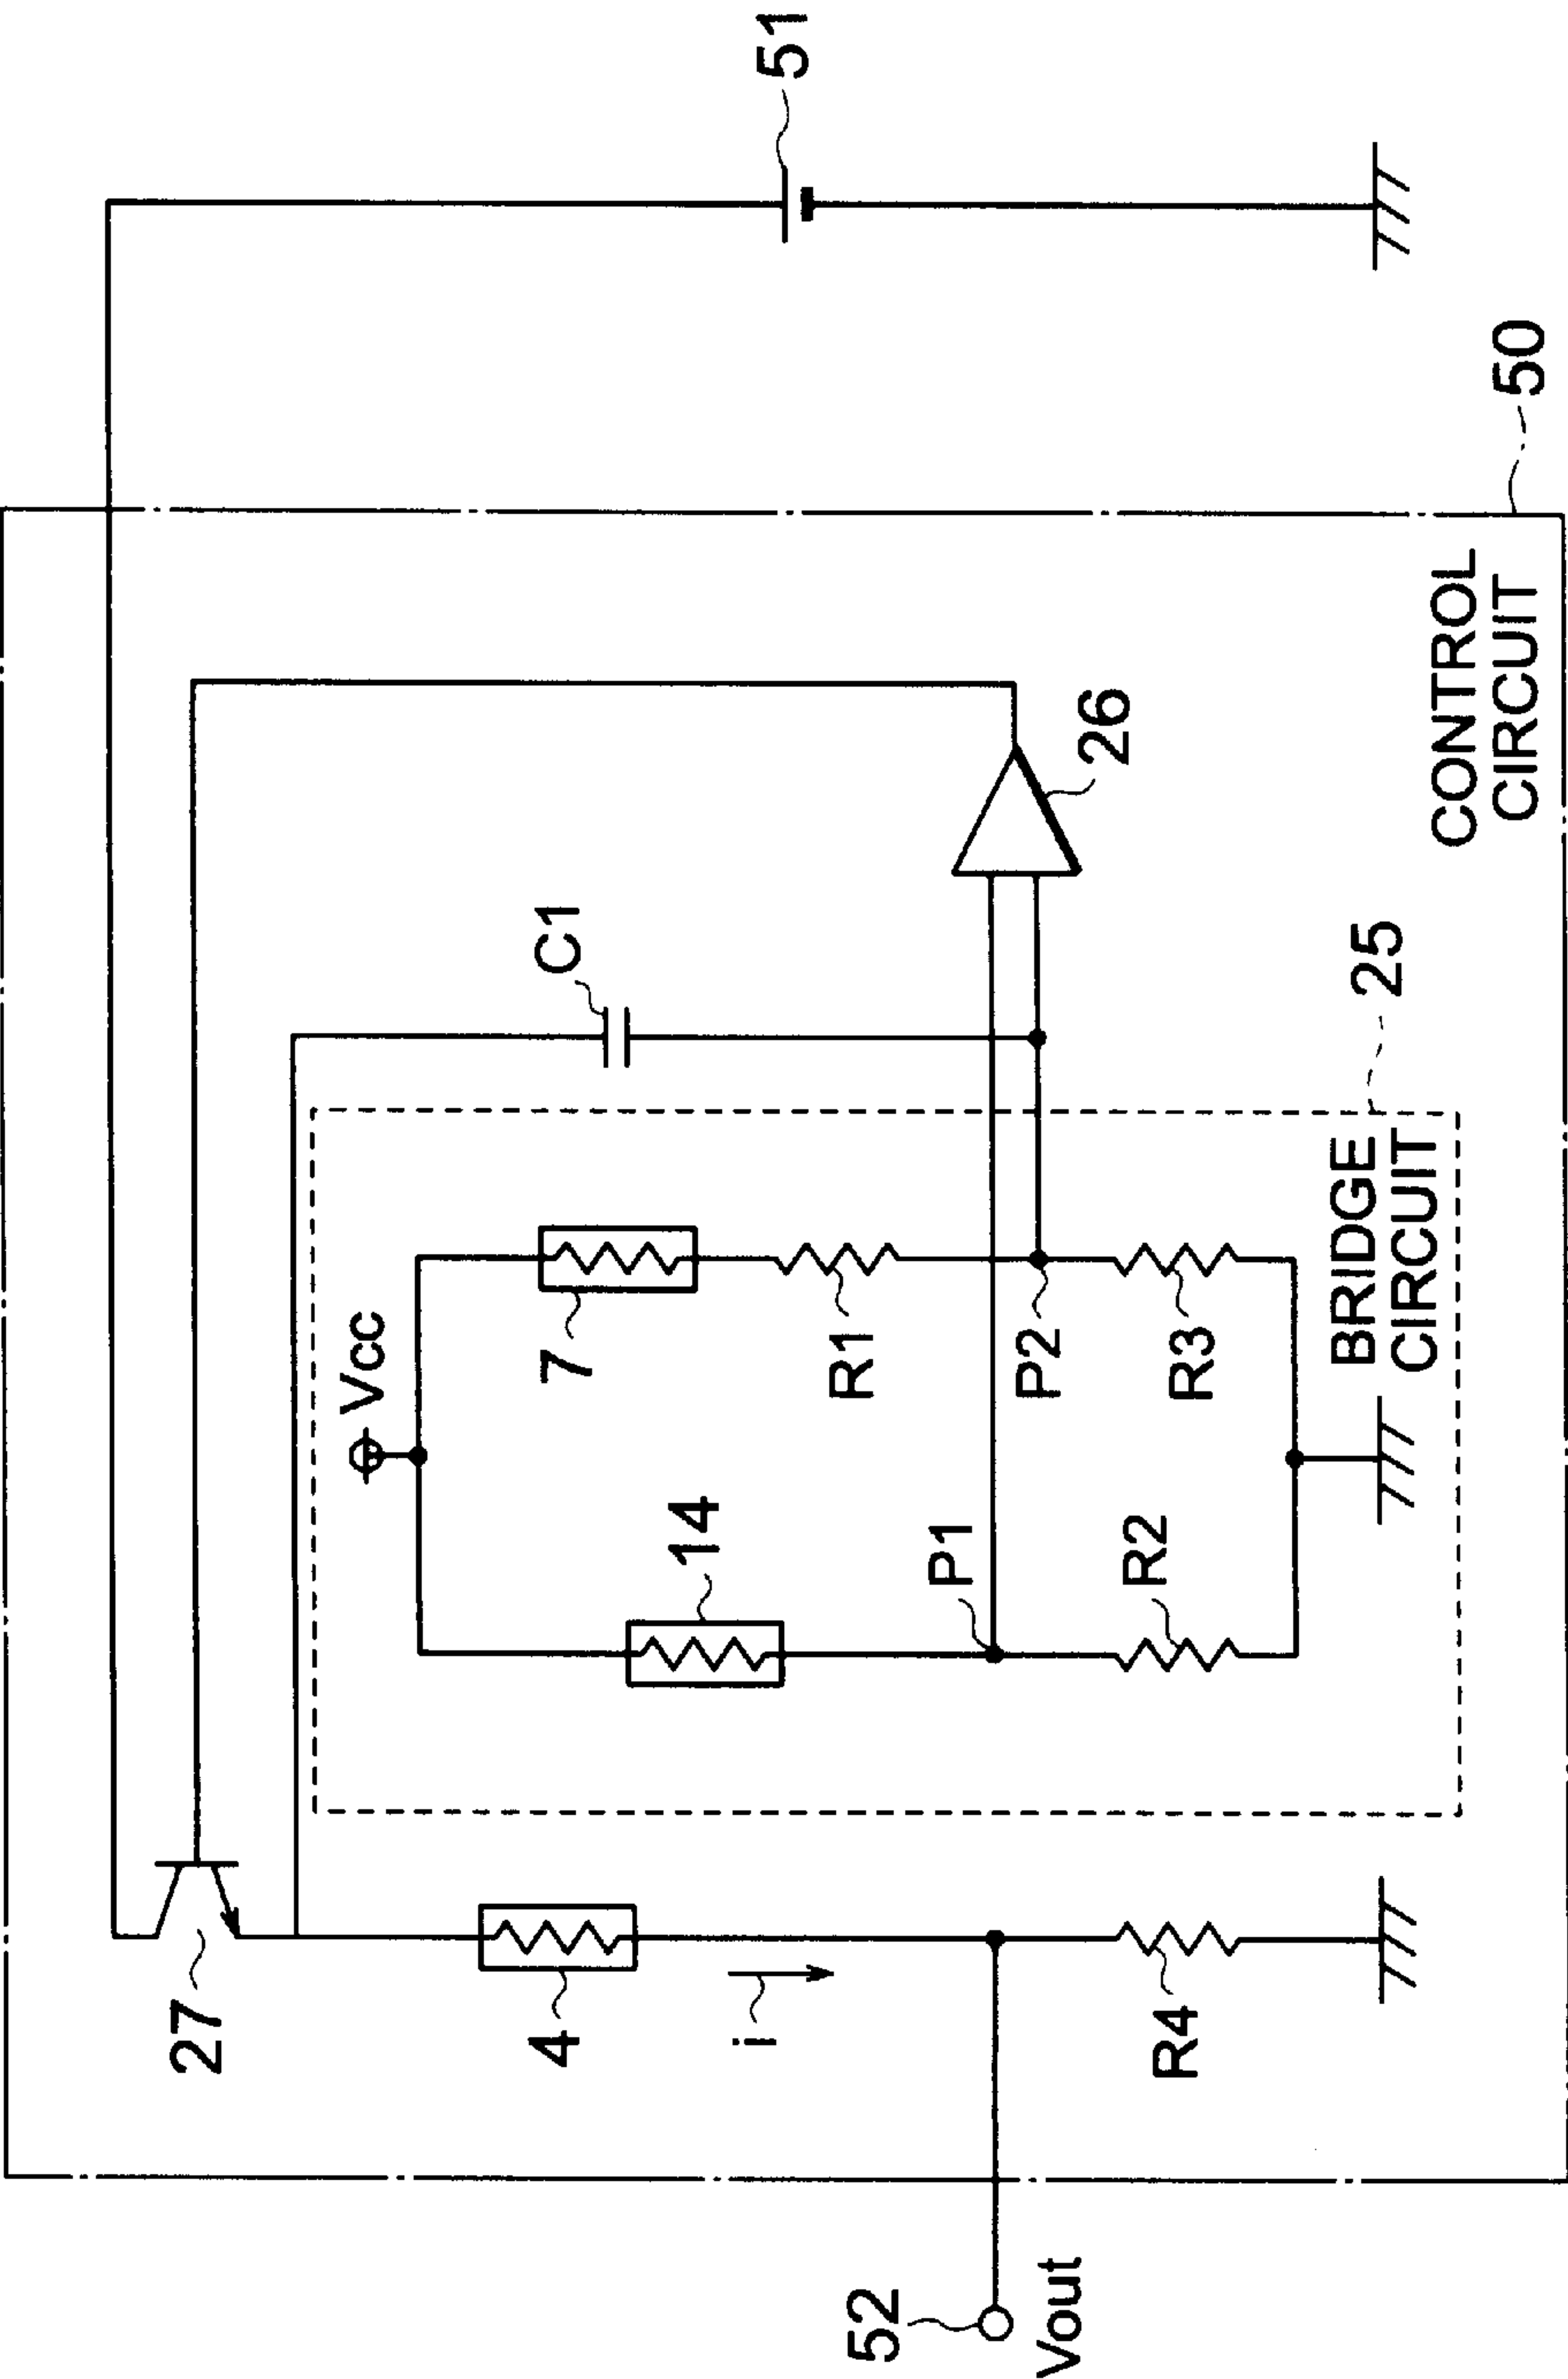 51
50
CONTROL
CIRCUIT
26
C1
25
BRIDGE
CIRCUIT
Vcc
7
R1
P2
R3
14
P1
R2
27
4
i
R4
52
Vout